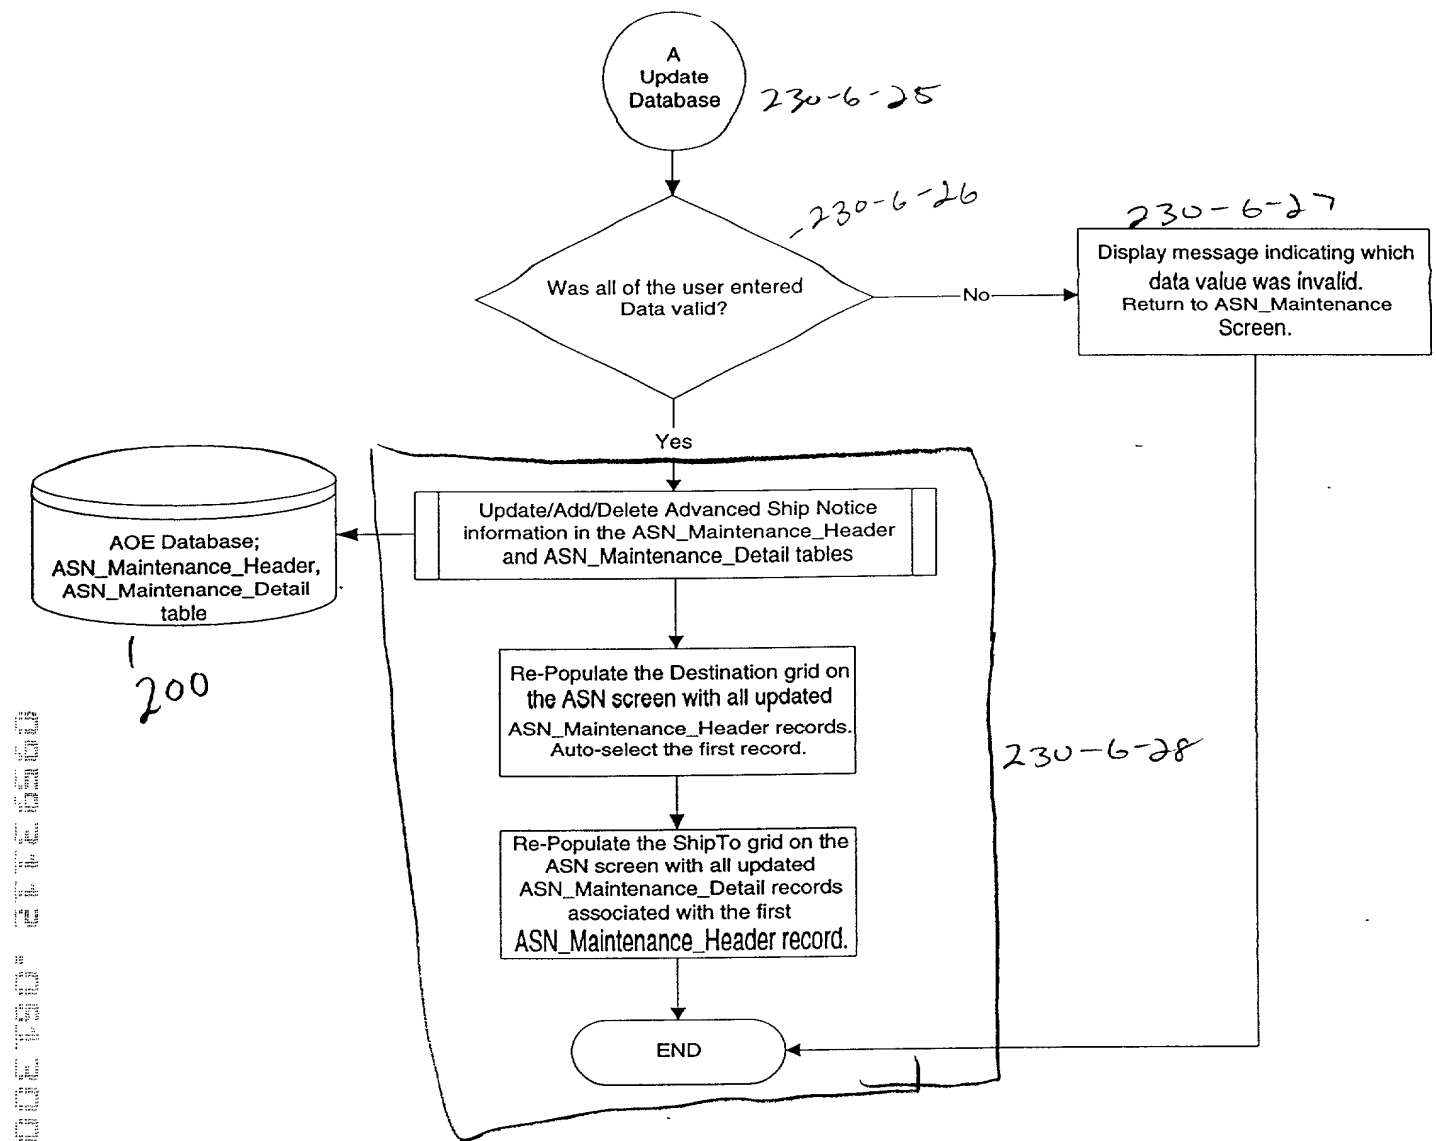 A
Update
Database
230-6-25
230-6-26
Was all of the user entered
Data valid?
No
230-6-27
Display message indicating which
data value was invalid.
Return to ASN_Maintenance
Screen.
Yes
Update/Add/Delete Advanced Ship Notice
information in the ASN_Maintenance_Header
and ASN_Maintenance_Detail tables
AOE Database;
ASN_Maintenance_Header,
ASN_Maintenance_Detail
table
200
Re-Populate the Destination grid on
the ASN screen with all updated
ASN_Maintenance_Header records.
Auto-select the first record.
230-6-28
Re-Populate the ShipTo grid on the
ASN screen with all updated
ASN_Maintenance_Detail records
associated with the first
ASN_Maintenance_Header record.
END